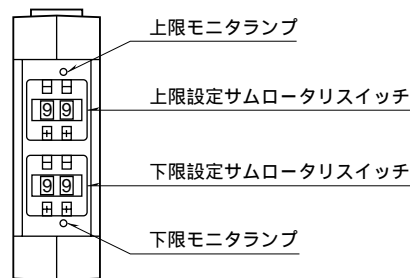 上限モニタランプ
上限設定サムロータリスイッチ
99
下限設定サムロータリスイッチ
99
下限モニタランプ